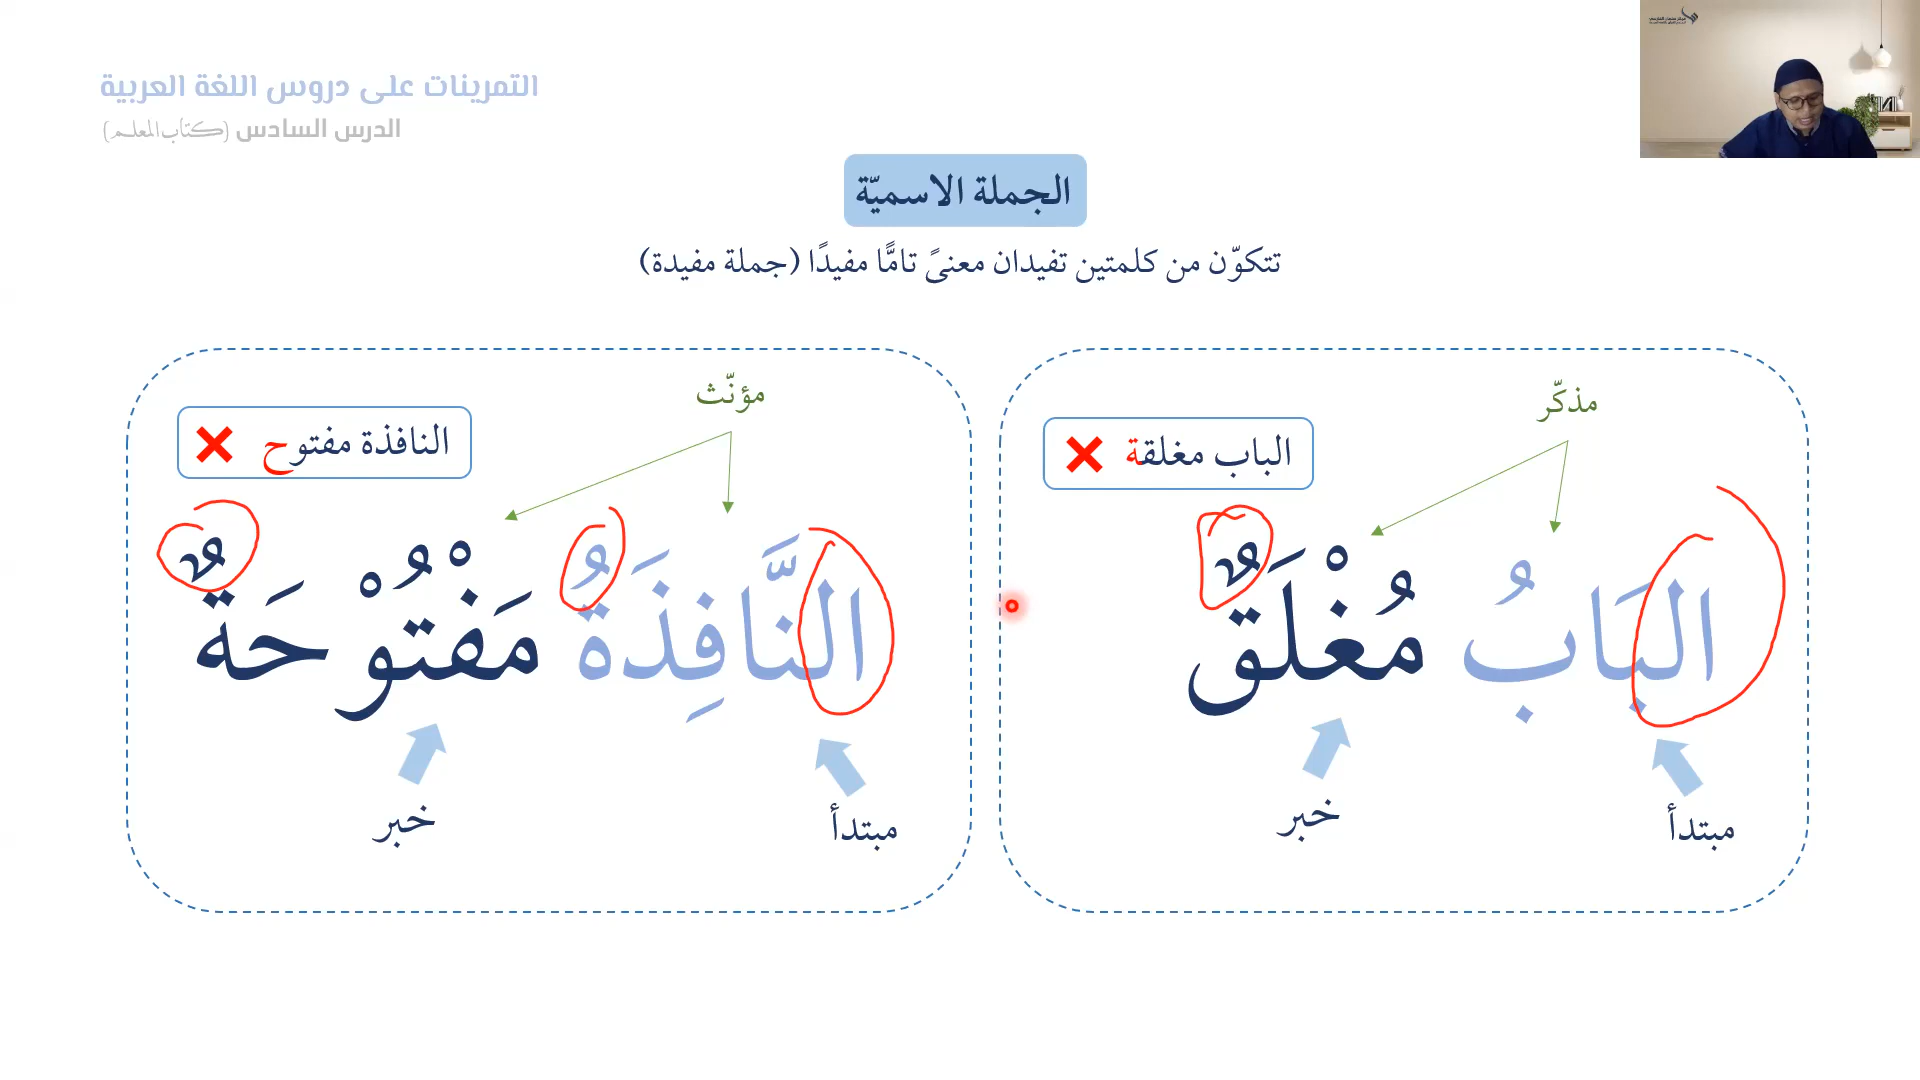 التمرينات على دروس اللغة العربية
الدرس السادس (كتاب المعلم)
الجملة الاسميّة
تتكوّن من كلمتين تفيدان معنىً تامًّا مفيدًا (جملة مفيدة)
مذكّر
الباب مغلقة
البَابُ مُغْلَقٌ
مبتدأ
خبر
مؤنّث
النافذة مفتوح
النَّافِذَةُ مَفْتُوْحَةٌ
مبتدأ
خبر